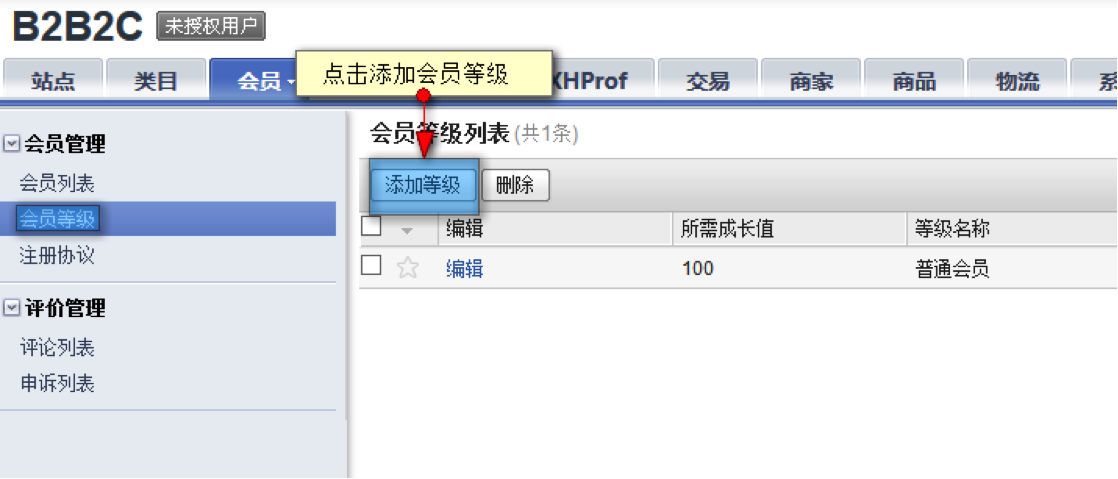 B2B2C 未授权用户
站点 类目 会员 点击添加会员等级 XHProf 交易 商家 商品 物流
会员管理
会员列表
会员等级
注册协议
评价管理
评论列表
申诉列表
会员等级列表 (共1条)
添加等级 删除
编辑 所需成长值 等级名称
编辑 100 普通会员